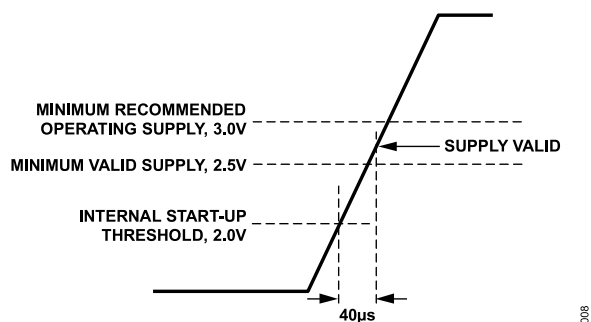 MINIMUM RECOMMENDED
OPERATING SUPPLY, 3.0V
SUPPLY VALID
MINIMUM VALID SUPPLY, 2.5V
INTERNAL START-UP
THRESHOLD, 2.0V
40µs
008